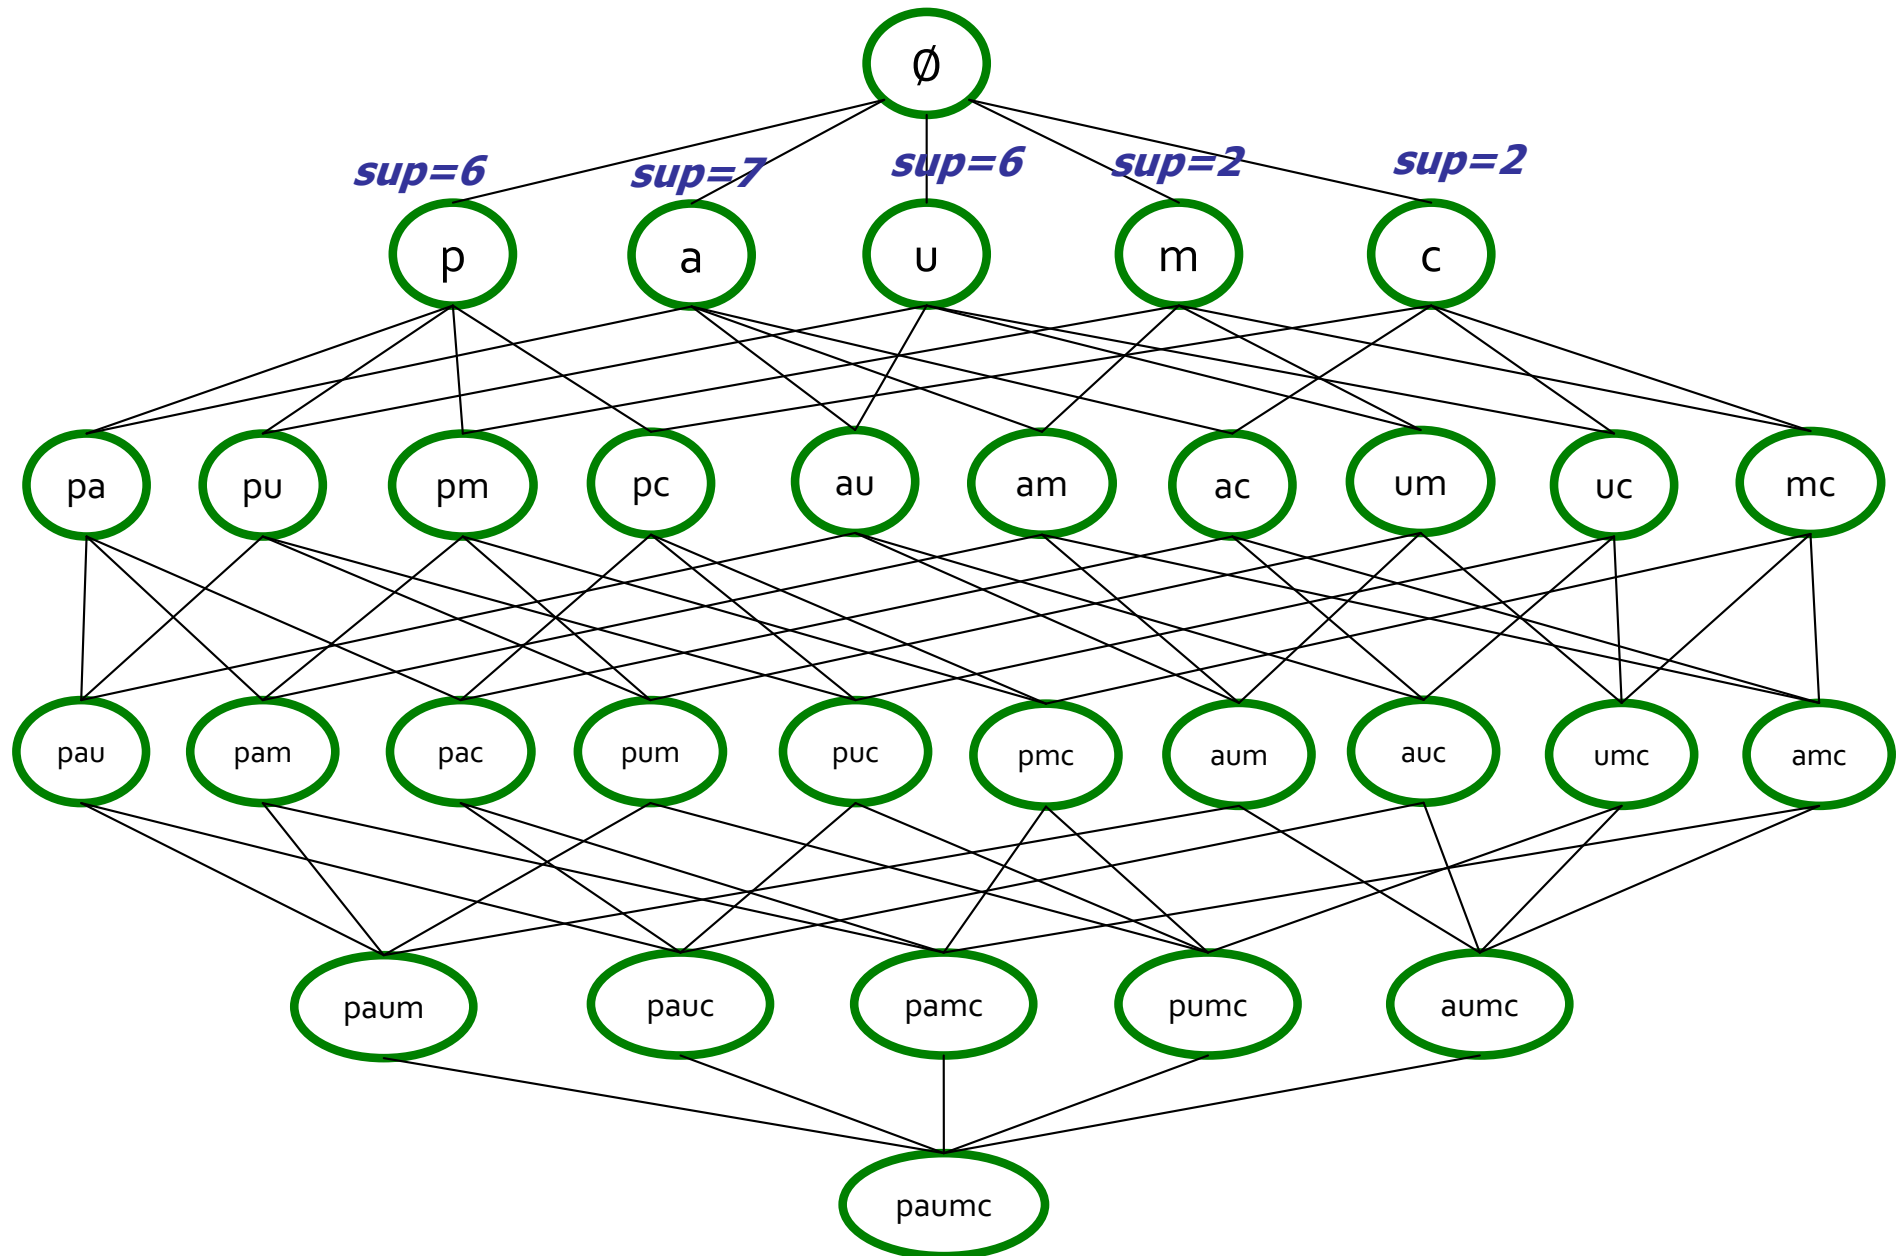 Ø
sup=6 sup=7 sup=6 sup=2 sup=2
p a u m c
pa pu pm pc au am ac um uc mc
pau pam pac pum puc pmc aum auc umc amc
paum pauc pamc pumc aumc
paumc